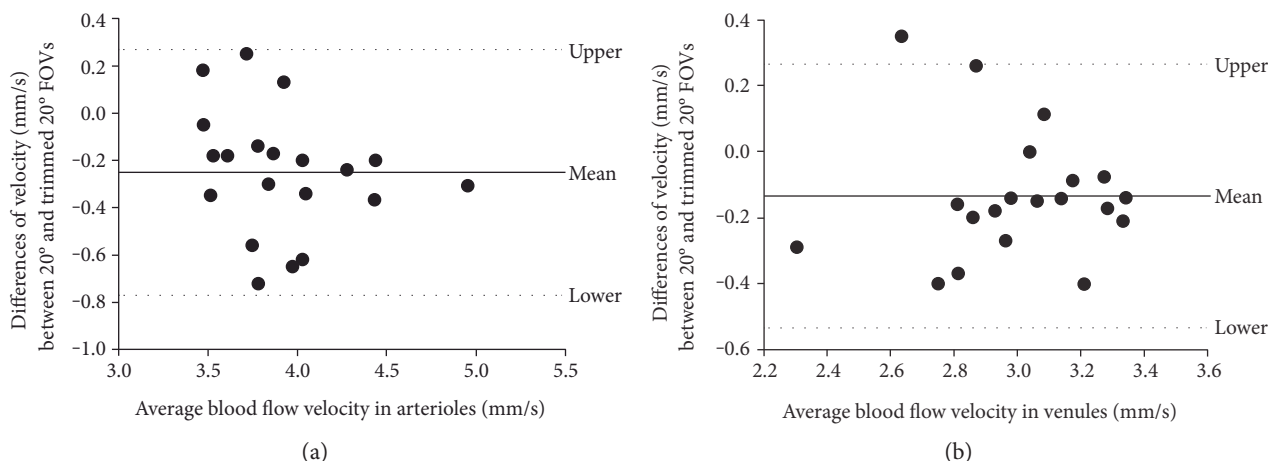 Differences of velocity (mm/s)
between 20° and trimmed 20° FOVs
0.4
0.2
0.0
−0.2
−0.4
−0.6
−0.8
−1.0
Upper
Mean
Lower
3.0 3.5 4.0 4.5 5.0 5.5
Average blood flow velocity in arterioles (mm/s)
(a)
Differences of velocity (mm/s)
between 20° and trimmed 20° FOVs
0.4
0.2
0.0
−0.2
−0.4
−0.6
Upper
Mean
Lower
2.2 2.4 2.6 2.8 3.0 3.2 3.4 3.6
Average blood flow velocity in venules (mm/s)
(b)